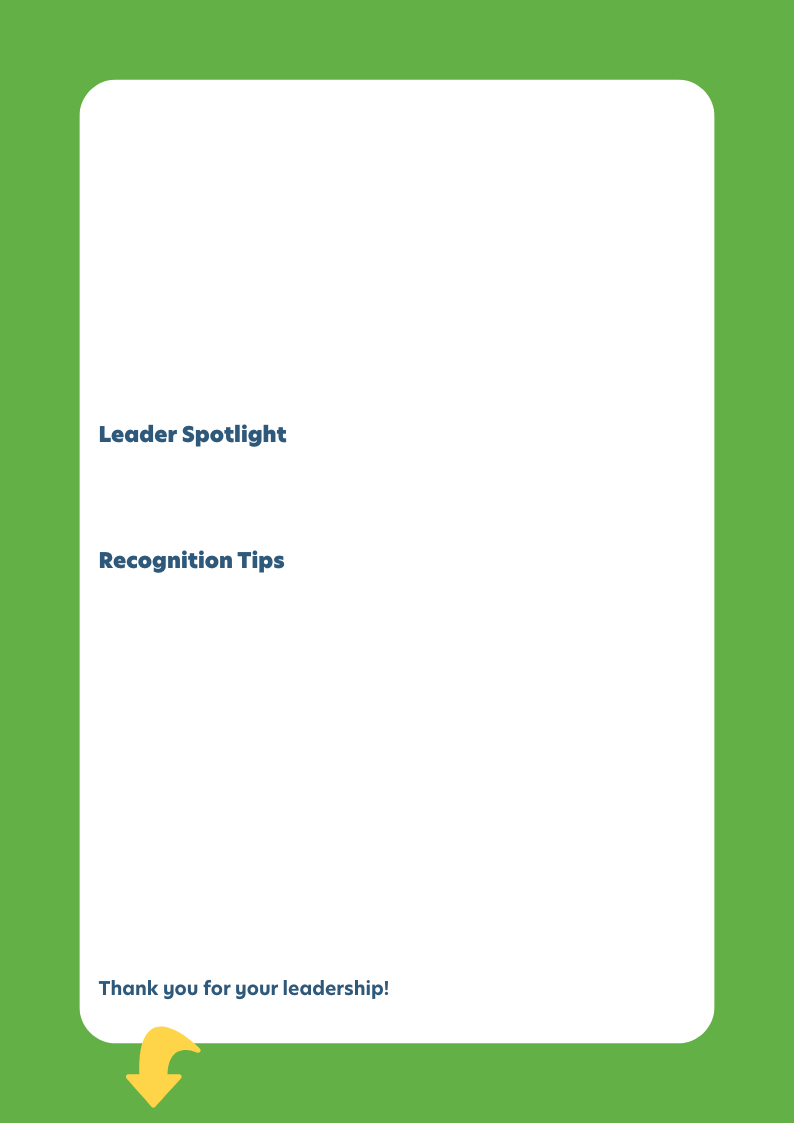 Leader Spotlight
Recognition Tips
Thank you for your leadership!